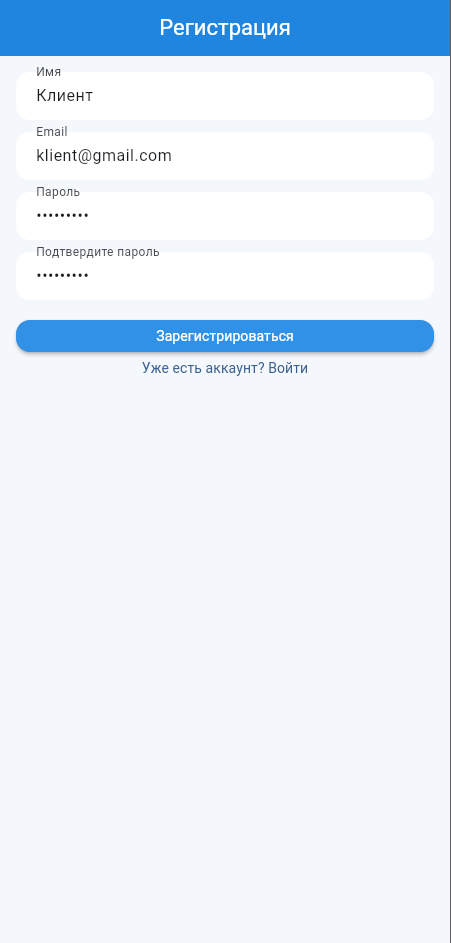 Регистрация
Имя
Клиент
Email
klient@gmail.com
Пароль
•••••••••
Подтвердите пароль
•••••••••
Зарегистрироваться
Уже есть аккаунт? Войти